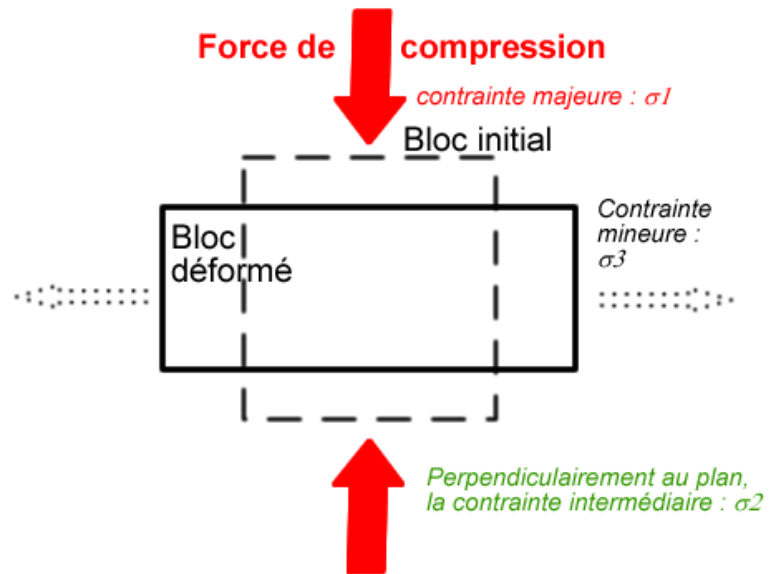 Force de compression
contrainte majeure : σ1
Bloc initial
Contrainte
mineure :
σ3
Bloc
déformé
Perpendiculairement au plan,
la contrainte intermédiaire : σ2